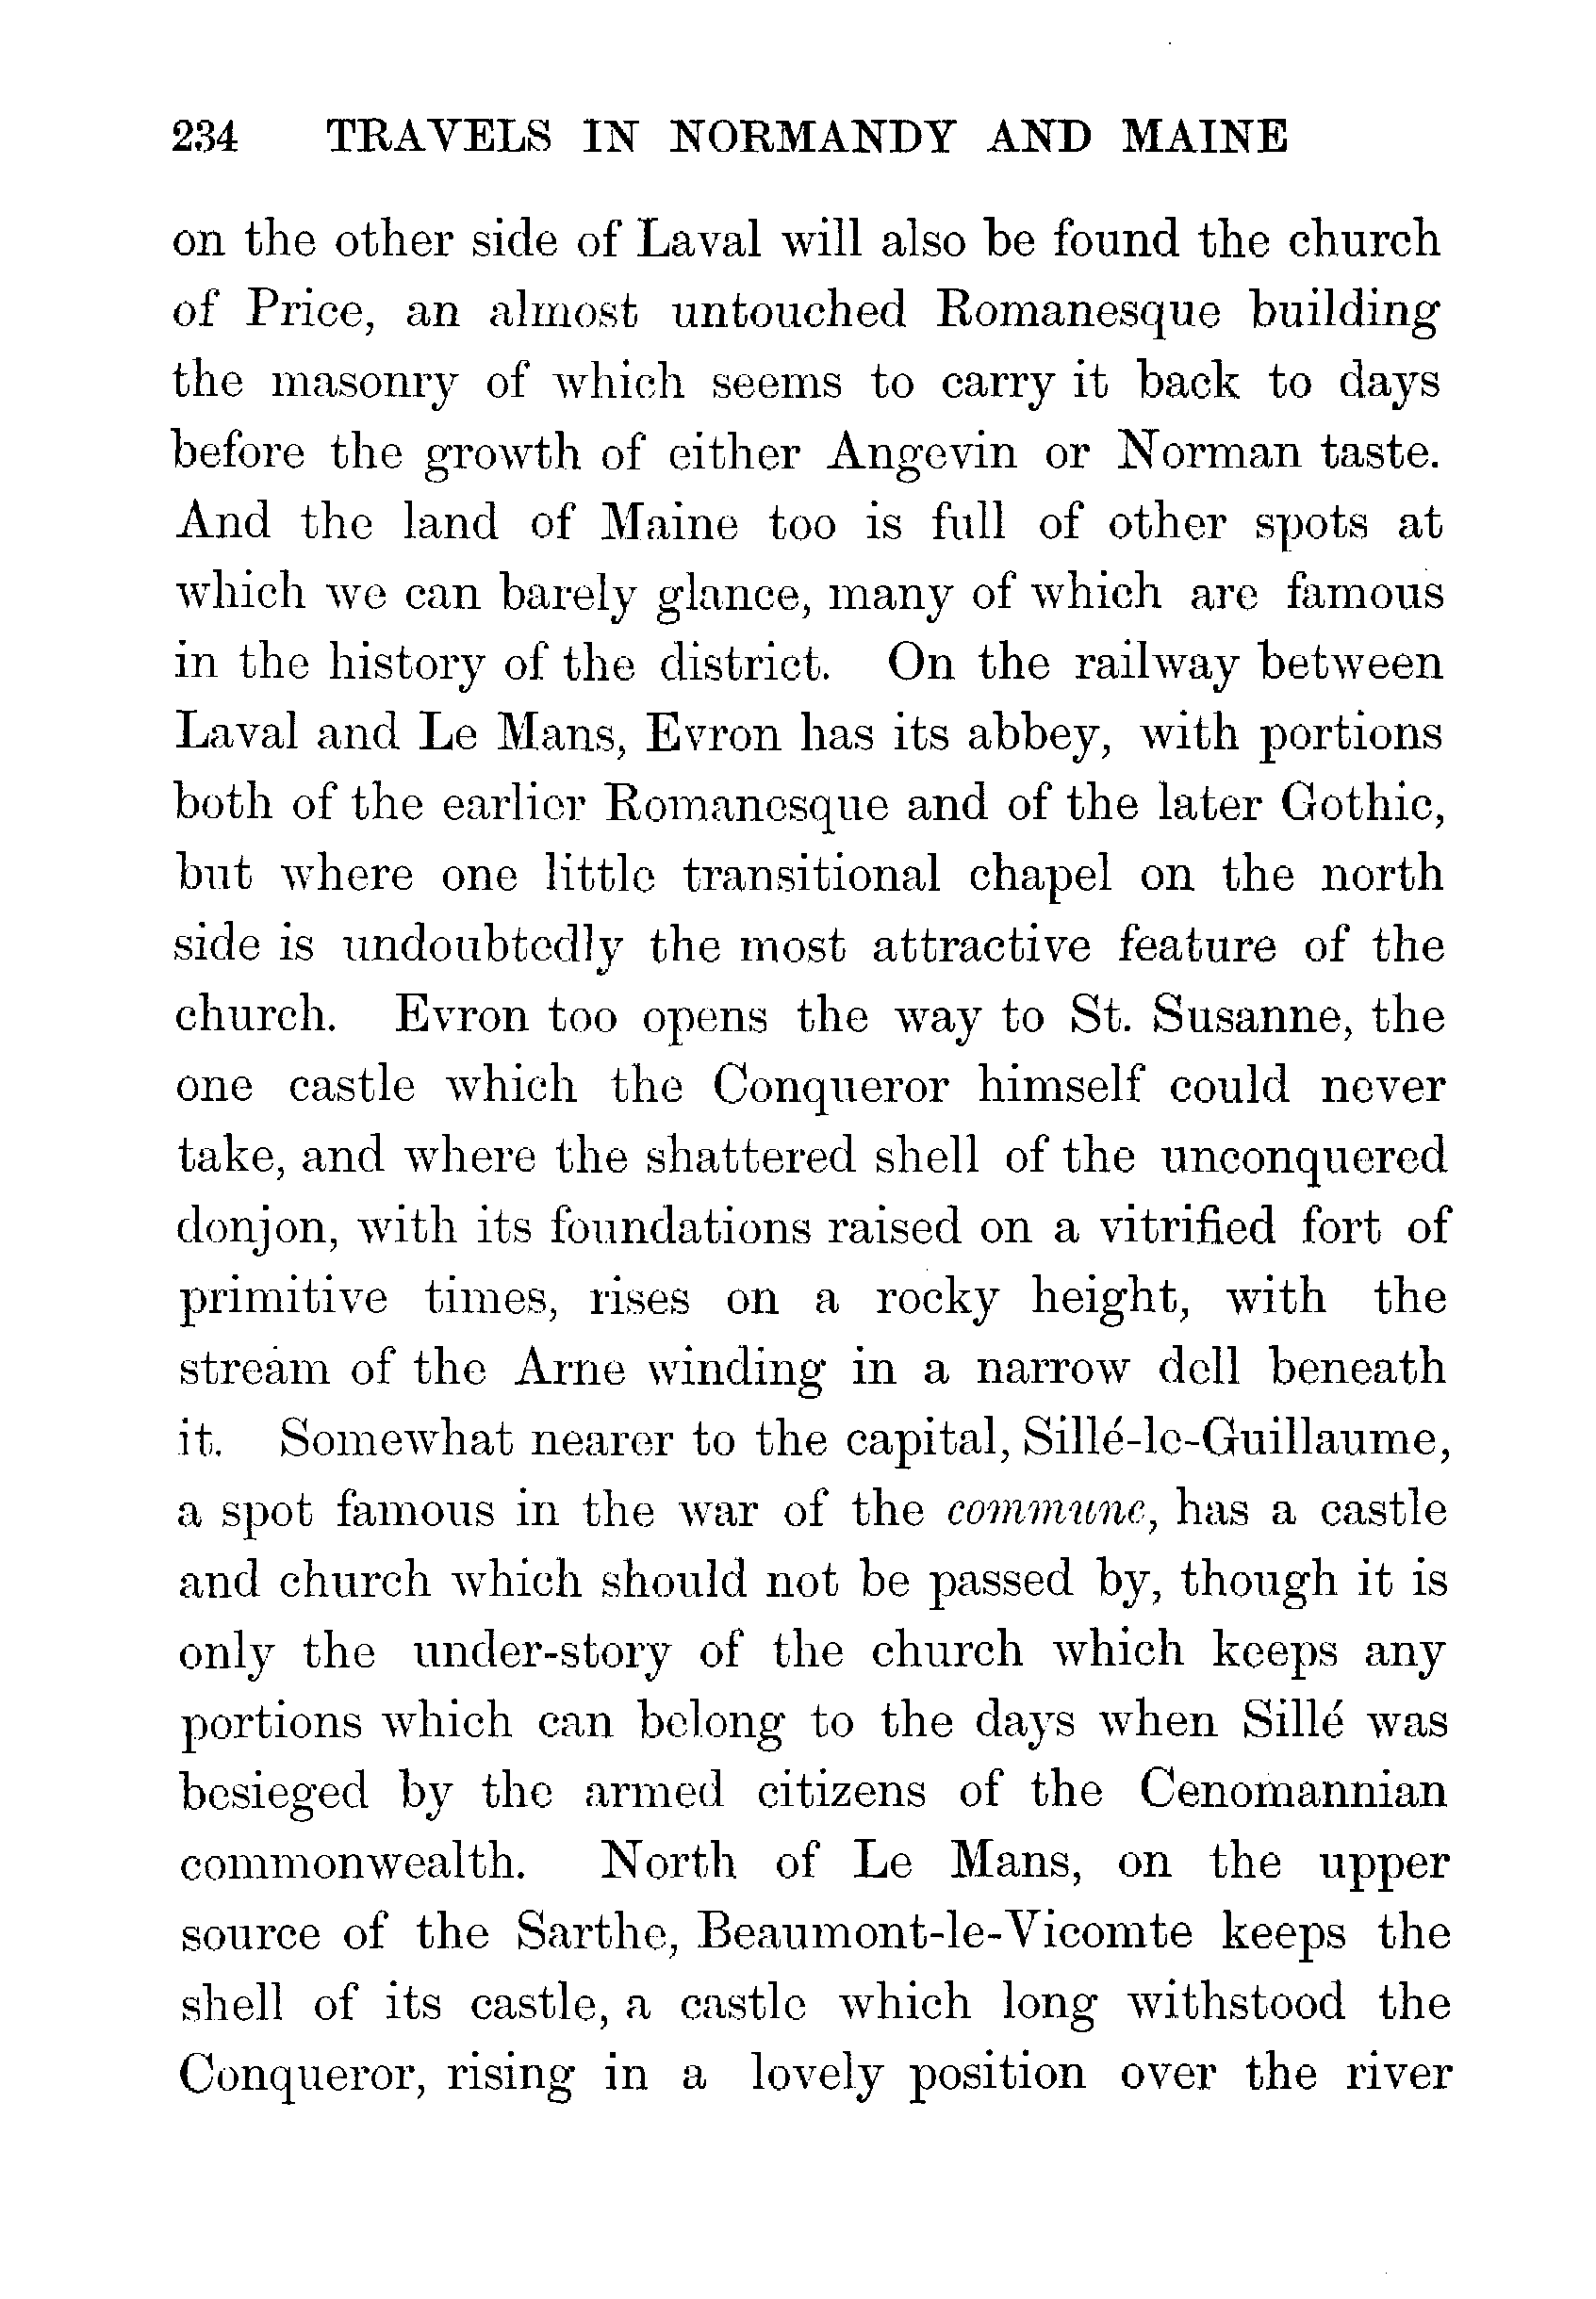 234 TRAVELS IN NORMANDY AND MAINE
on the other side of Laval will also be found the church
of Price, an almost untouched Romanesque building
the masonry of which seems to carry it back to days
before the growth of either Angevin or Norman taste.
And the land of Maine too is full of other spots at
which we can barely glance, many of which are famous
in the history of the district. On the railway between
Laval and Le Mans, Evron has its abbey, with portions
both of the earlier Romanesque and of the later Gothic,
but where one little transitional chapel on the north
side is undoubtedly the most attractive feature of the
church. Evron too opens the way to St. Susanne, the
one castle which the Conqueror himself could never
take, and where the shattered shell of the unconquered
donjon, with its foundations raised on a vitrified fort of
primitive times, rises on a rocky height, with the
stream of the Arne winding in a narrow dell beneath
it. Somewhat nearer to the capital, Sillé-le-Guillaume,
a spot famous in the war of the commune, has a castle
and church which should not be passed by, though it is
only the under-story of the church which keeps any
portions which can belong to the days when Sillé was
besieged by the armed citizens of the Cenomannian
commonwealth. North of Le Mans, on the upper
source of the Sarthe, Beaumont-le-Vicomte keeps the
shell of its castle, a castle which long withstood the
Conqueror, rising in a lovely position over the river